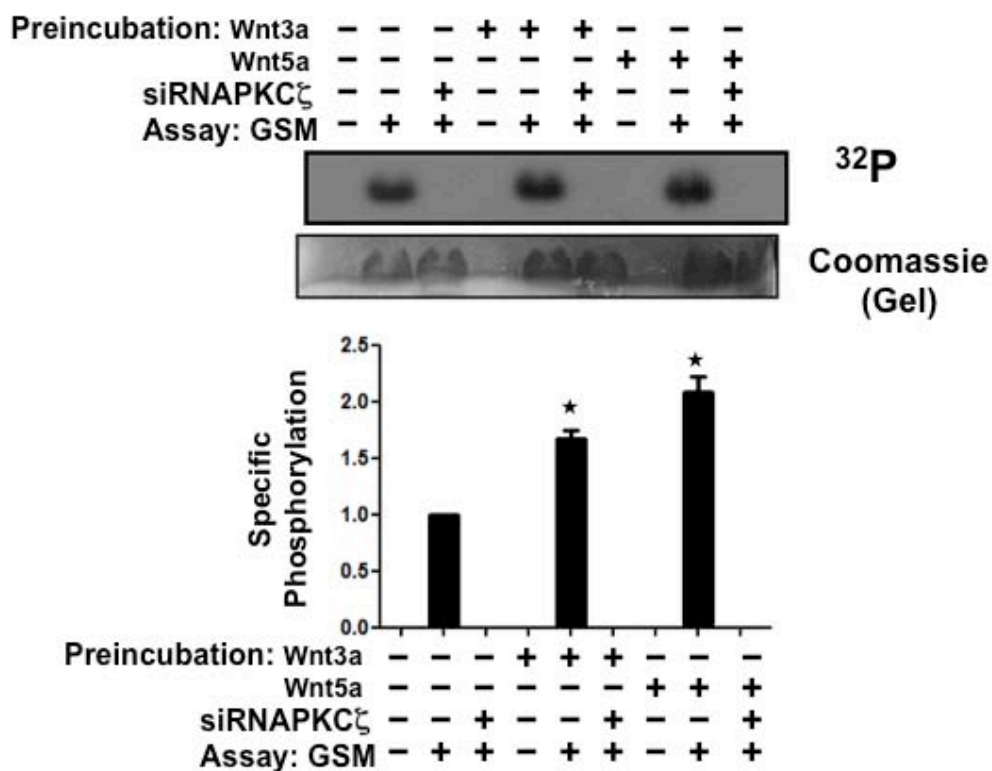 Preincubation: Wnt3a − − − + + + − − −
Wnt5a − − − − − − + + +
siRNAPKCζ − − + − − + − − +
Assay: GSM − + + − + + − + +
32P
Coomassie
(Gel)
2.5
2.0
1.5
1.0
0.5
0.0
Specific
Phosphorylation
★
★
Preincubation: Wnt3a − − − + + + − − −
Wnt5a − − − − − − + + +
siRNAPKCζ − − + − − + − − +
Assay: GSM − + + − + + − + +